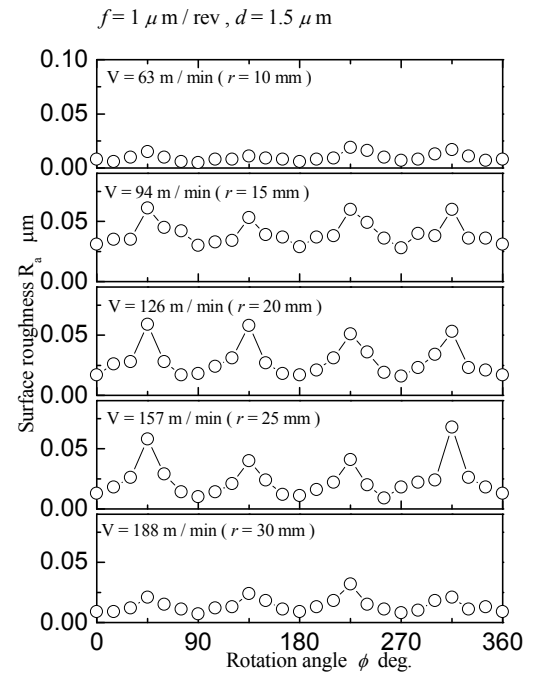 f = 1 μ m / rev , d = 1.5 μ m
Surface roughness Rₐ μm
0.10
V = 63 m / min ( r = 10 mm )
0.05
0.00
V = 94 m / min ( r = 15 mm )
0.05
0.00
V = 126 m / min ( r = 20 mm )
0.05
0.00
V = 157 m / min ( r = 25 mm )
0.05
0.00
V = 188 m / min ( r = 30 mm )
0.05
0.00
0 90 180 270 360
Rotation angle ϕ deg.